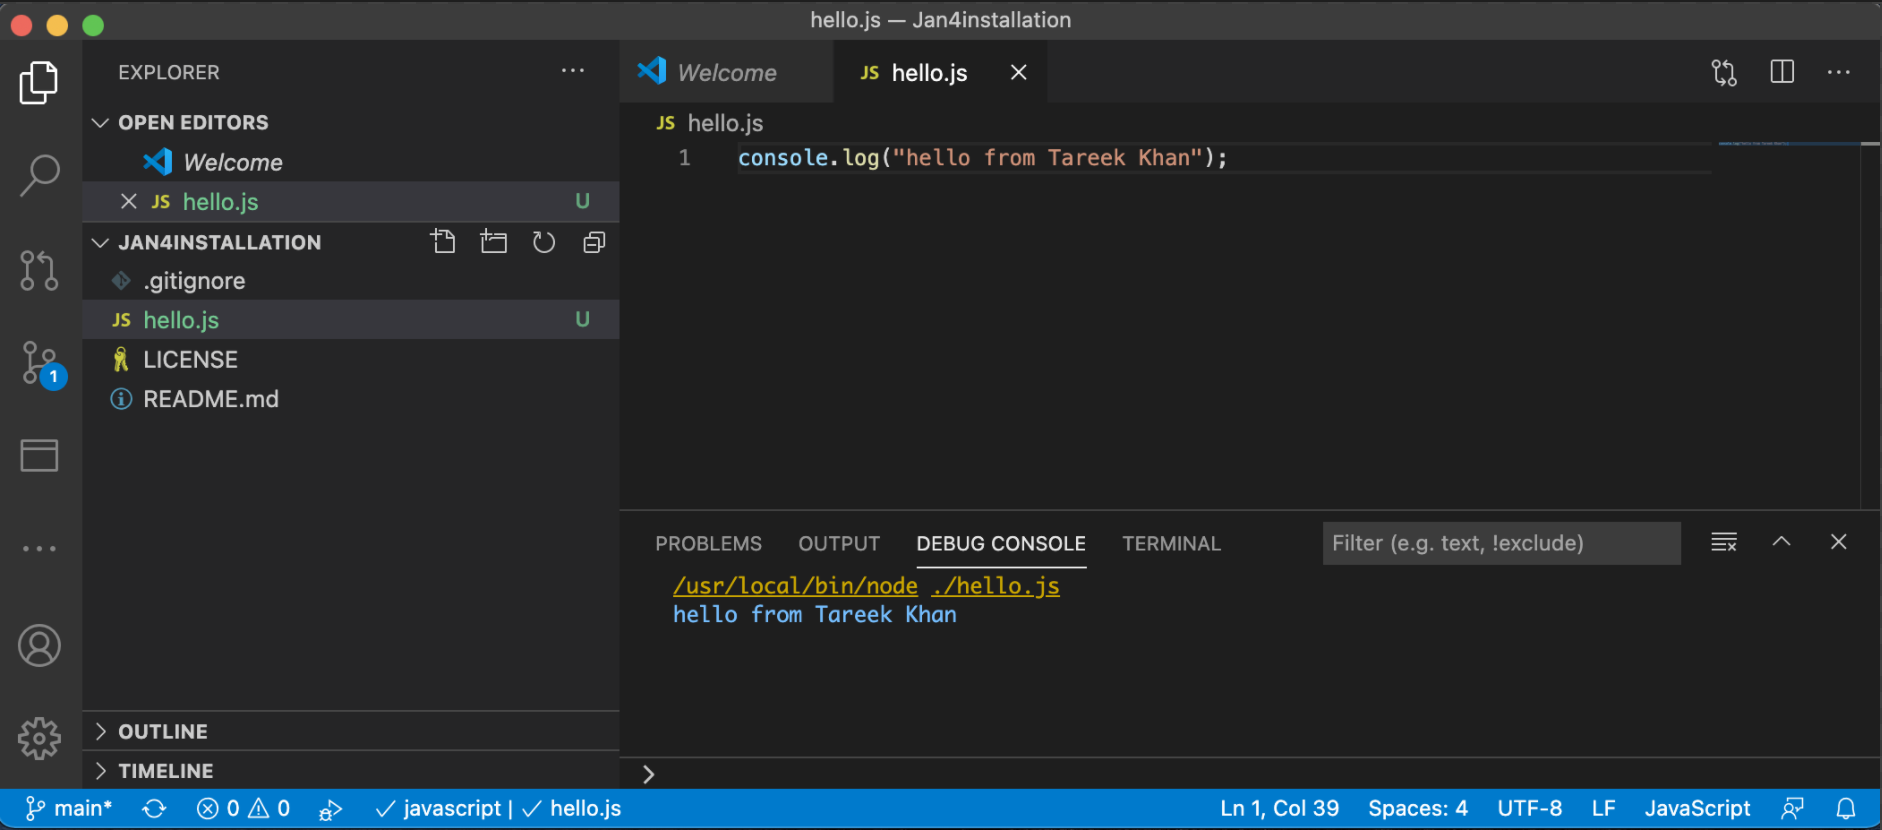 hello.js — Jan4installation
EXPLORER
OPEN EDITORS
Welcome
JS hello.js U
JAN4INSTALLATION
.gitignore
JS hello.js U
LICENSE
README.md
1
OUTLINE
TIMELINE
Welcome
JS hello.js
JS hello.js
1 console.log("hello from Tareek Khan");
PROBLEMS OUTPUT DEBUG CONSOLE TERMINAL Filter (e.g. text, !exclude)
/usr/local/bin/node ./hello.js
hello from Tareek Khan
main* 0 0 javascript | hello.js Ln 1, Col 39 Spaces: 4 UTF-8 LF JavaScript